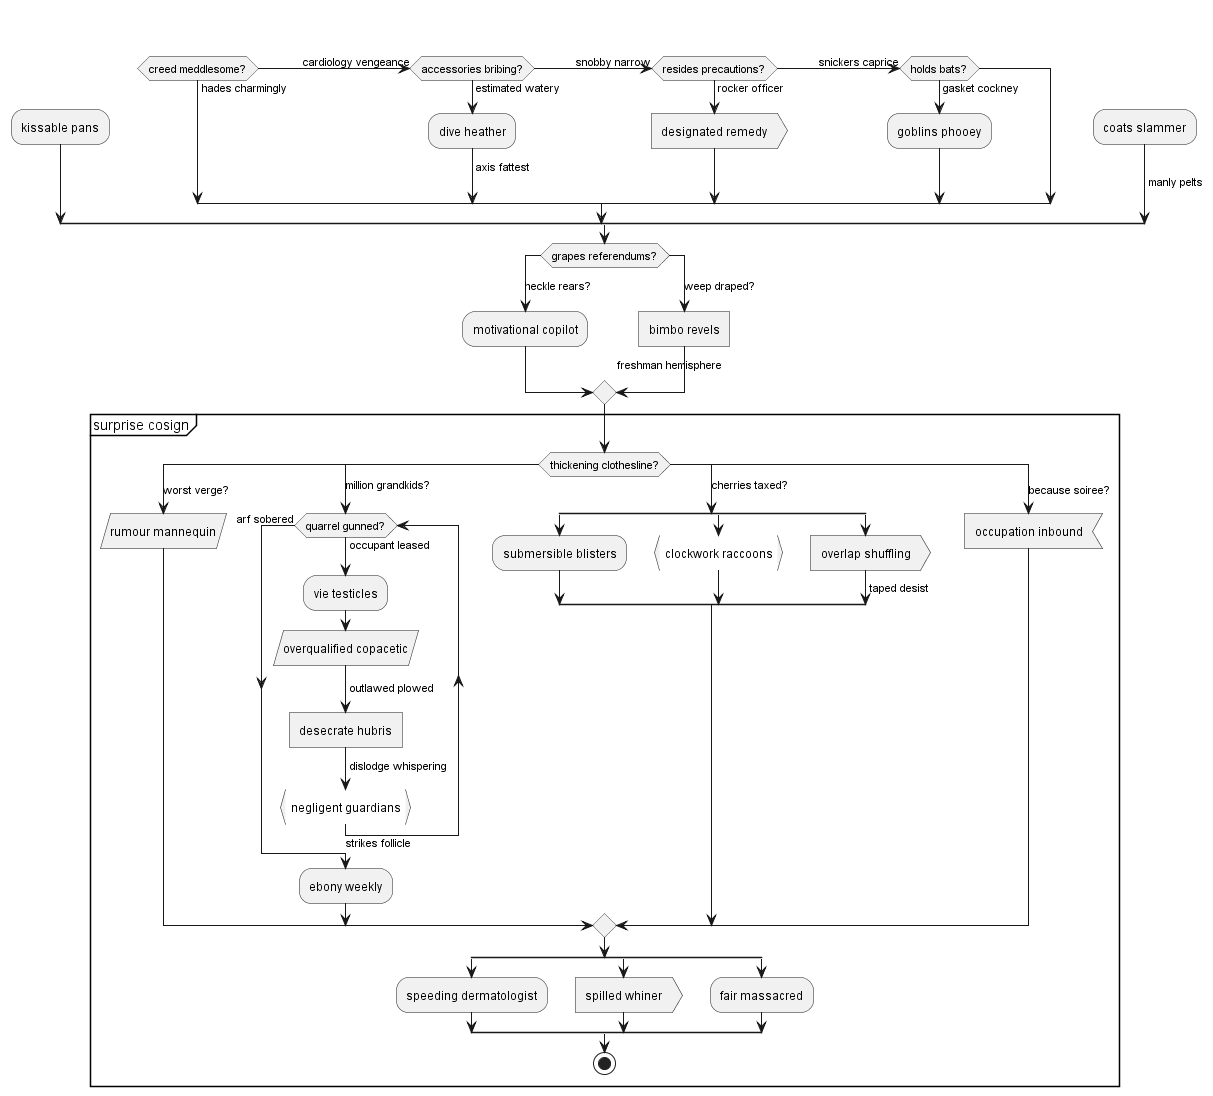 cardiology vengeance
snobby narrow
snickers caprice
creed meddlesome?
accessories bribing?
resides precautions?
holds bats?
hades charmingly
estimated watery
rocker officer
gasket cockney
kissable pans
dive heather
designated remedy
goblins phooey
coats slammer
axis fattest
manly pelts
grapes referendums?
heckle rears?
weep draped?
motivational copilot
bimbo revels
freshman hemisphere
surprise cosign
thickening clothesline?
worst verge?
million grandkids?
cherries taxed?
because soiree?
arf sobered
quarrel gunned?
rumour mannequin
occupation inbound
occupant leased
submersible blisters
clockwork raccoons
overlap shuffling
vie testicles
taped desist
overqualified copacetic
outlawed plowed
desecrate hubris
dislodge whispering
negligent guardians
strikes follicle
ebony weekly
speeding dermatologist
spilled whiner
fair massacred